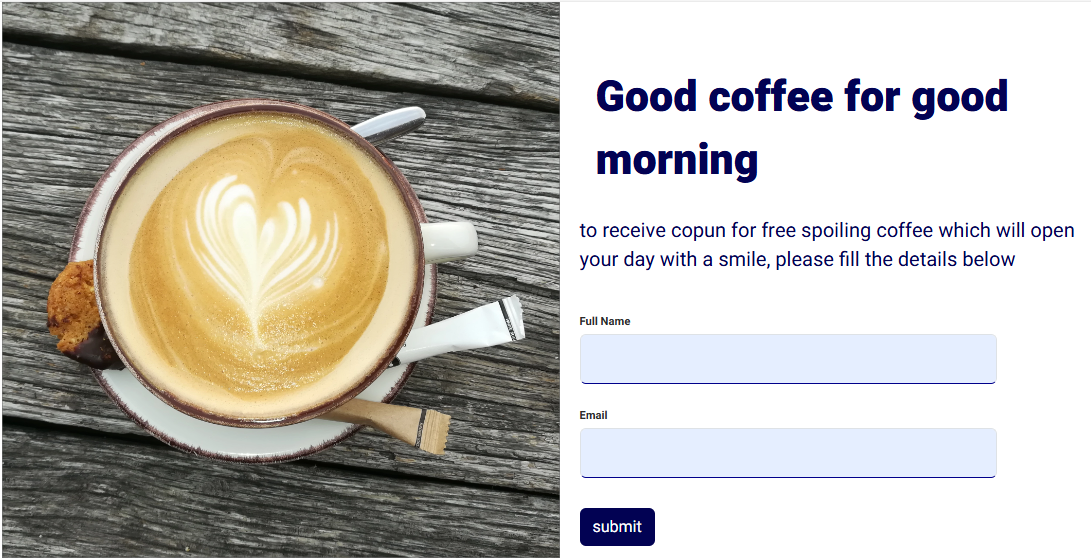 Good coffee for good
morning
to receive copun for free spoiling coffee which will open
your day with a smile, please fill the details below
Full Name
Email
submit